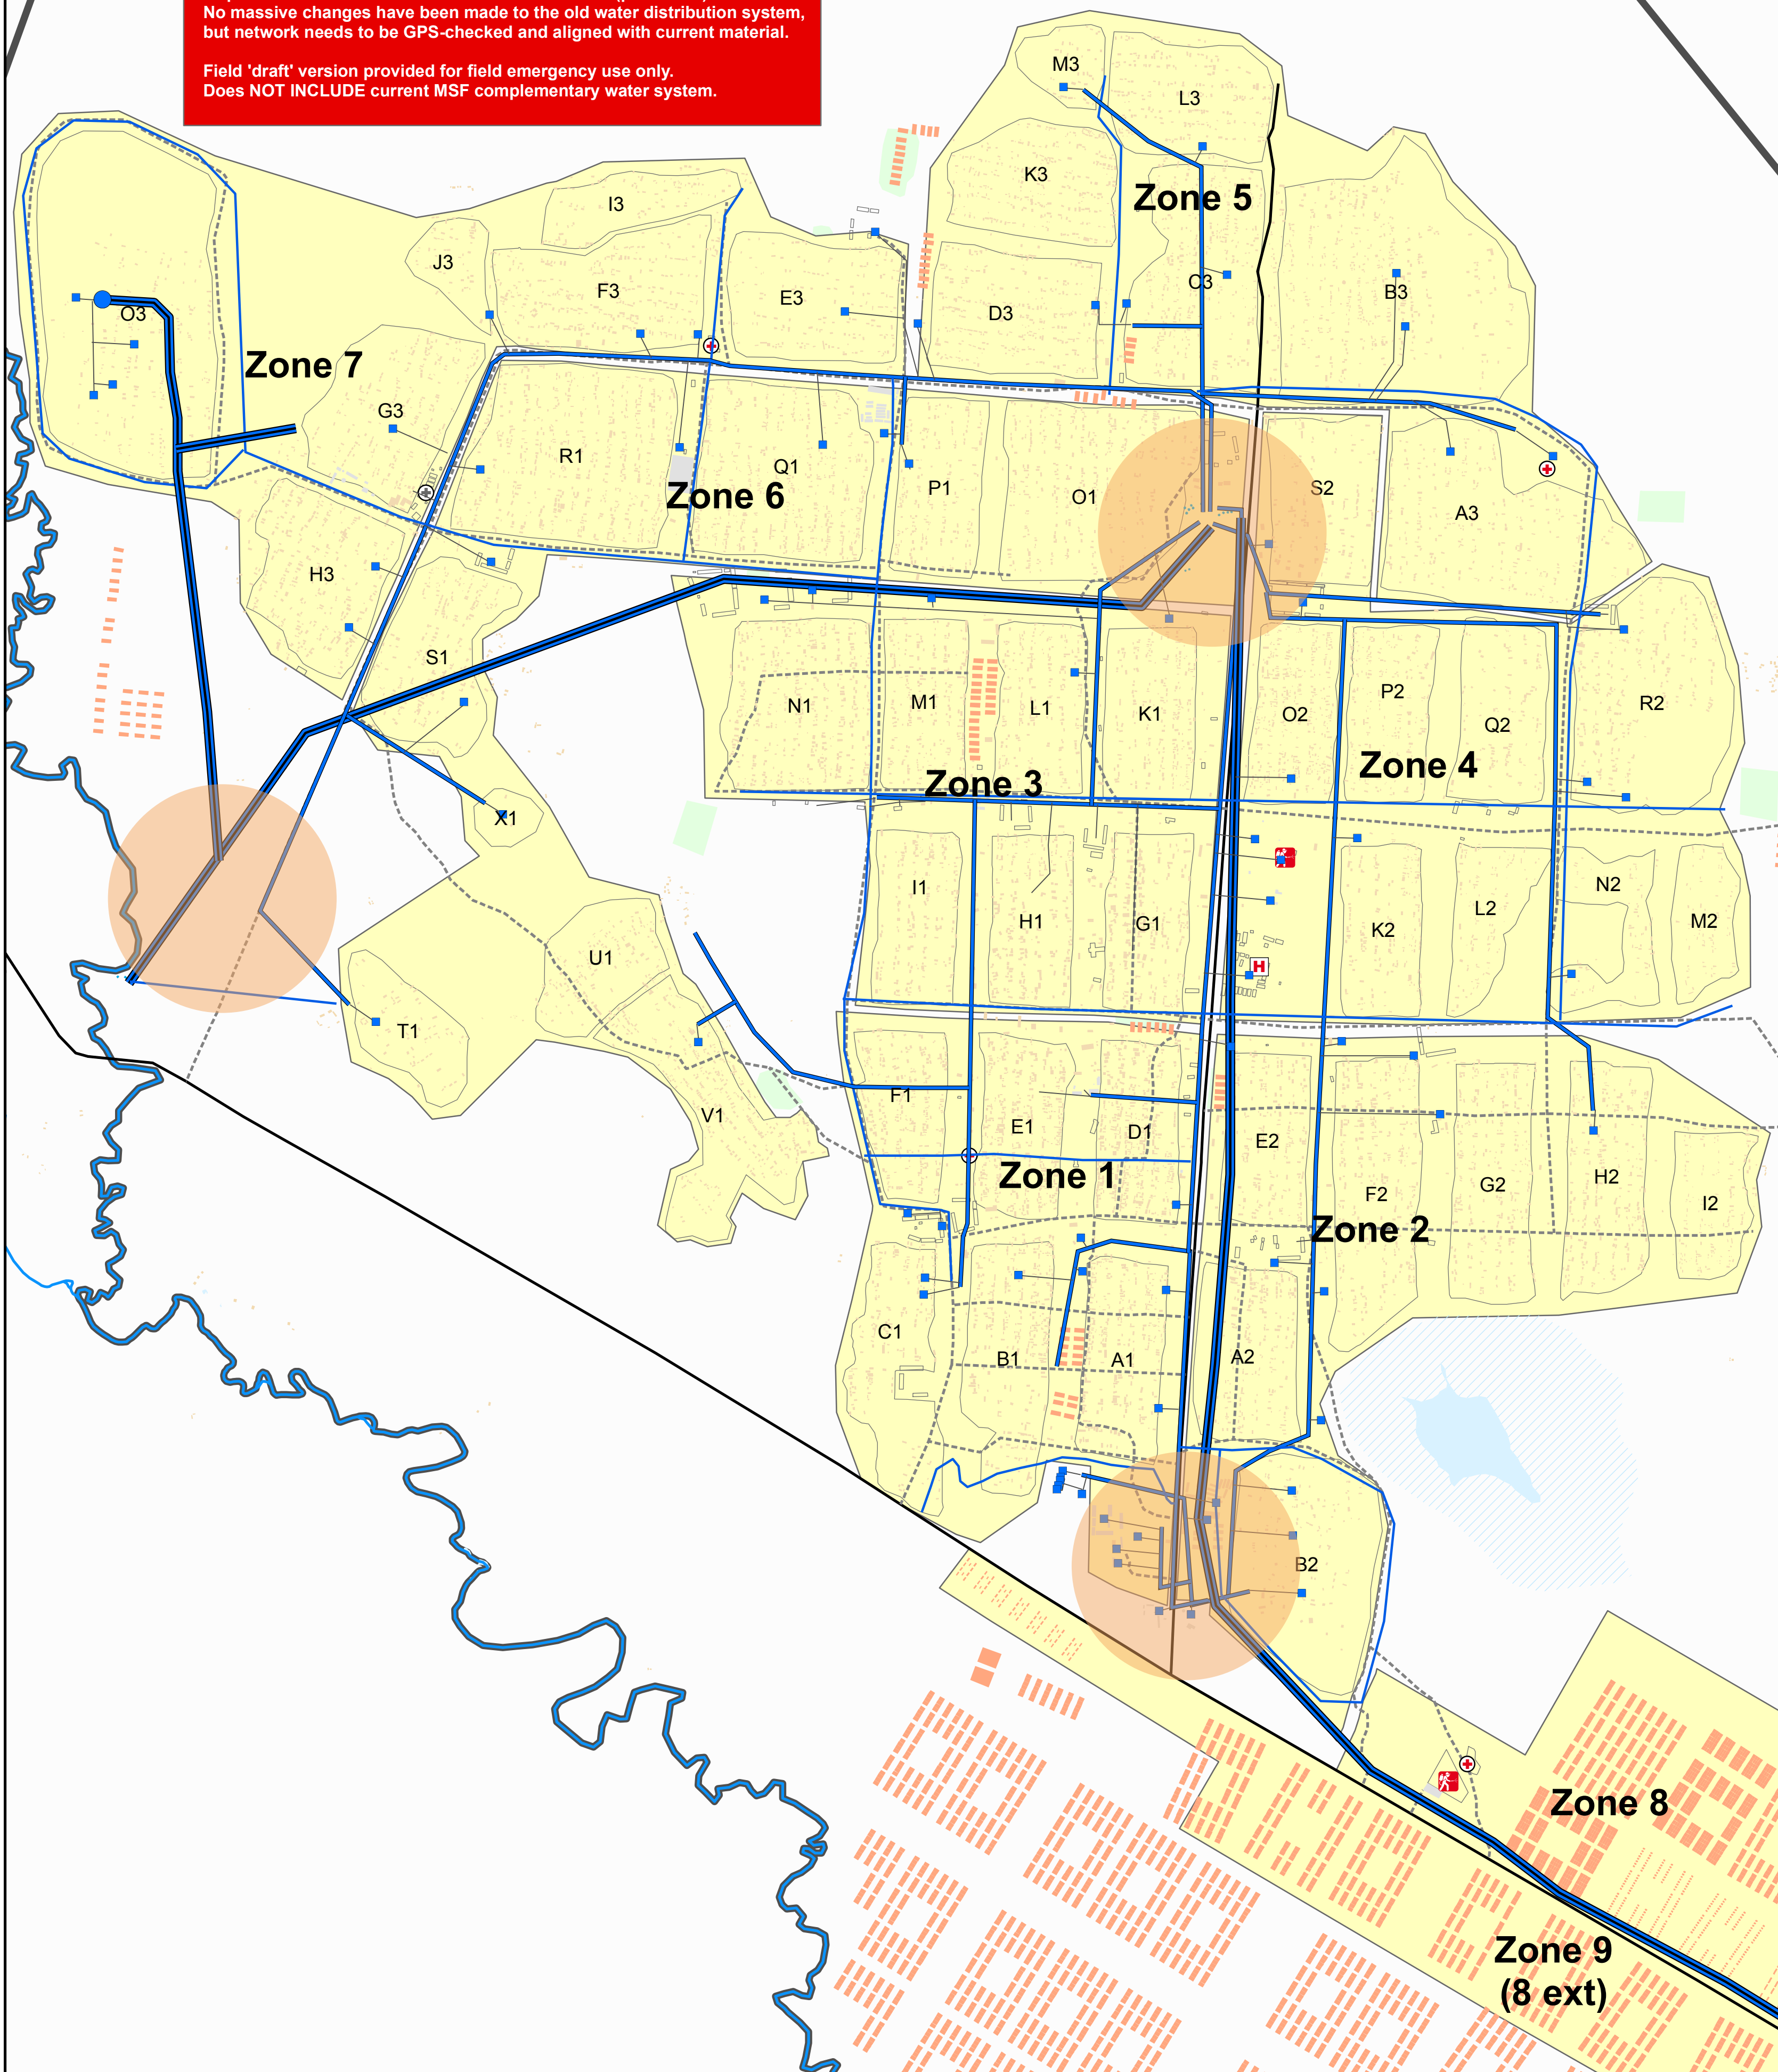 No massive changes have been made to the old water distribution system,
but network needs to be GPS-checked and aligned with current material.
Field 'draft' version provided for field emergency use only.
Does NOT INCLUDE current MSF complementary water system.
M3
L3
K3
Zone 5
I3
J3
F3
E3
D3
C3
B3
O3
Zone 7
G3
R1
Q1
Zone 6
P1
O1
S2
A3
H3
S1
N1
M1
L1
K1
O2
P2
Q2
R2
Zone 3
Zone 4
X1
I1
H1
G1
K2
L2
N2
M2
U1
T1
V1
H
F1
E1
D1
E2
F2
G2
H2
I2
Zone 1
Zone 2
C1
B1
A1
A2
B2
Zone 8
Zone 9
(8 ext)